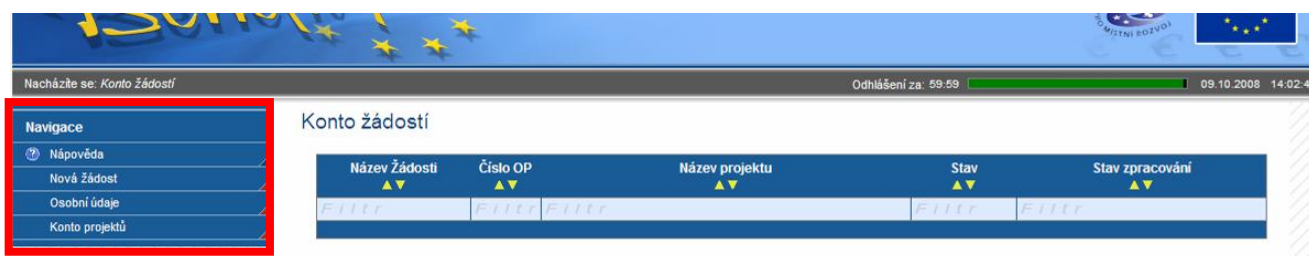 MÍSTNÍ ROZVOJ
Nacházíte se: Konto žádostí
Odhlášení za: 59:59
09.10.2008 14:02:4
Navigace
Nápověda
Nová žádost
Osobní údaje
Konto projektů
Konto žádostí
Název Žádosti Číslo OP Název projektu Stav Stav zpracování
Filtr Filtr Filtr Filtr Filtr